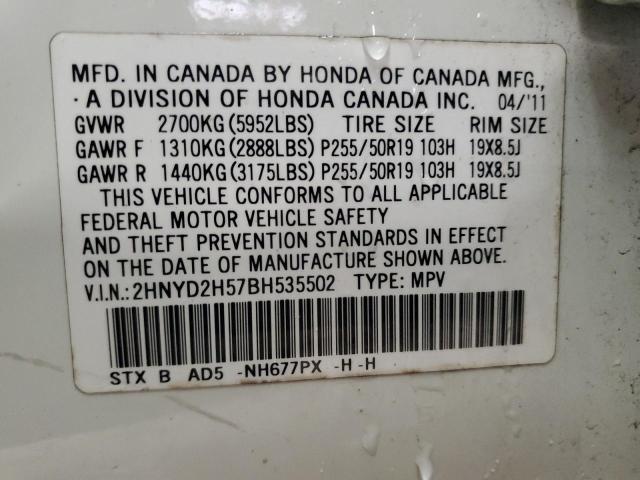 MFD. IN CANADA BY HONDA OF CANADA MFG.,
· A DIVISION OF HONDA CANADA INC. 04/'11
GVWR 2700KG(5952LBS) TIRE SIZE RIM SIZE
GAWR F 1310KG(2888LBS) P255/50R19 103H 19X8.5J
GAWR R 1440KG(3175LBS) P255/50R19 103H 19X8.5J
THIS VEHICLE CONFORMS TO ALL APPLICABLE
FEDERAL MOTOR VEHICLE SAFETY
AND THEFT PREVENTION STANDARDS IN EFFECT
ON THE DATE OF MANUFACTURE SHOWN ABOVE.
V.I.N.:2HNYD2H57BH535502 TYPE: MPV
STX B AD5 -NH677PX -H -H